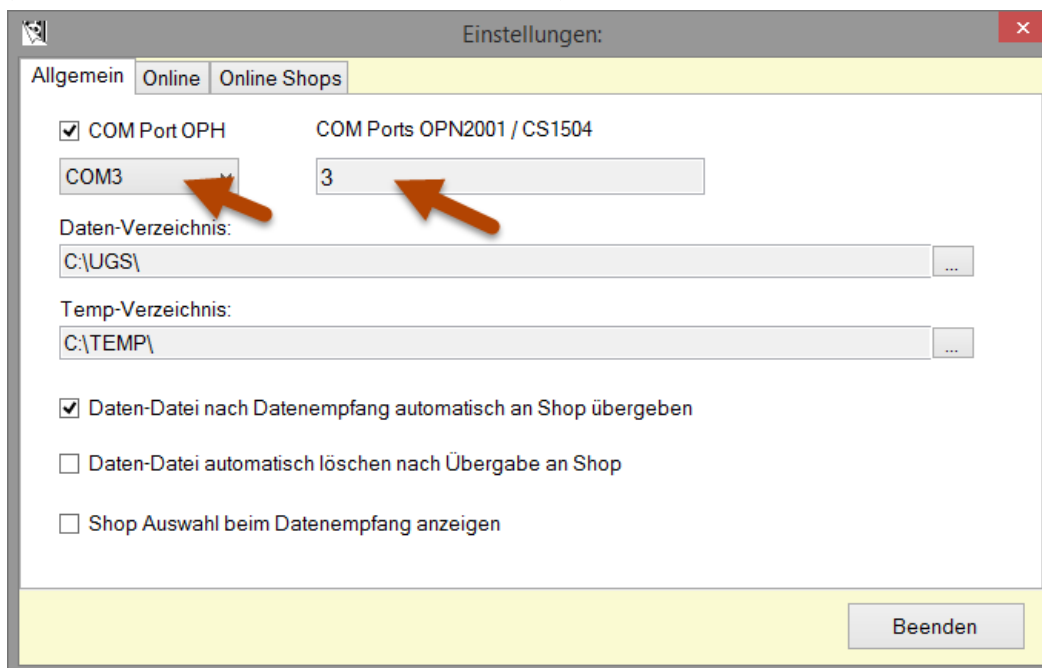 Einstellungen:
Allgemein Online Online Shops
COM Port OPH COM Ports OPN2001 / CS1504
COM3 3
Daten-Verzeichnis:
C:\UGS\ ...
Temp-Verzeichnis:
C:\TEMP\ ...
Daten-Datei nach Datenempfang automatisch an Shop übergeben
Daten-Datei automatisch löschen nach Übergabe an Shop
Shop Auswahl beim Datenempfang anzeigen
Beenden